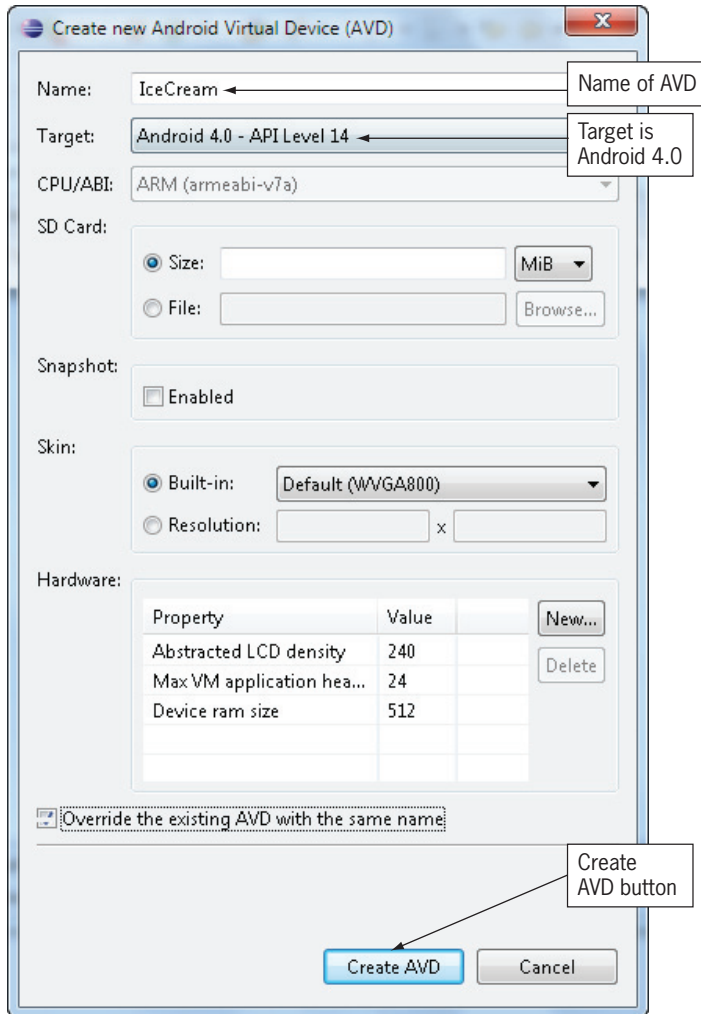 Create new Android Virtual Device (AVD)
Name: IceCream
Name of AVD
Target: Android 4.0 - API Level 14
Target is
Android 4.0
CPU/ABI: ARM (armeabi-v7a)
SD Card:
Size: MiB
File: Browse...
Snapshot:
Enabled
Skin:
Built-in: Default (WVGA800)
Resolution: x
Hardware:
Property Value New...
Abstracted LCD density 240
Delete
Max VM application hea... 24
Device ram size 512
Override the existing AVD with the same name
Create
AVD button
Create AVD Cancel